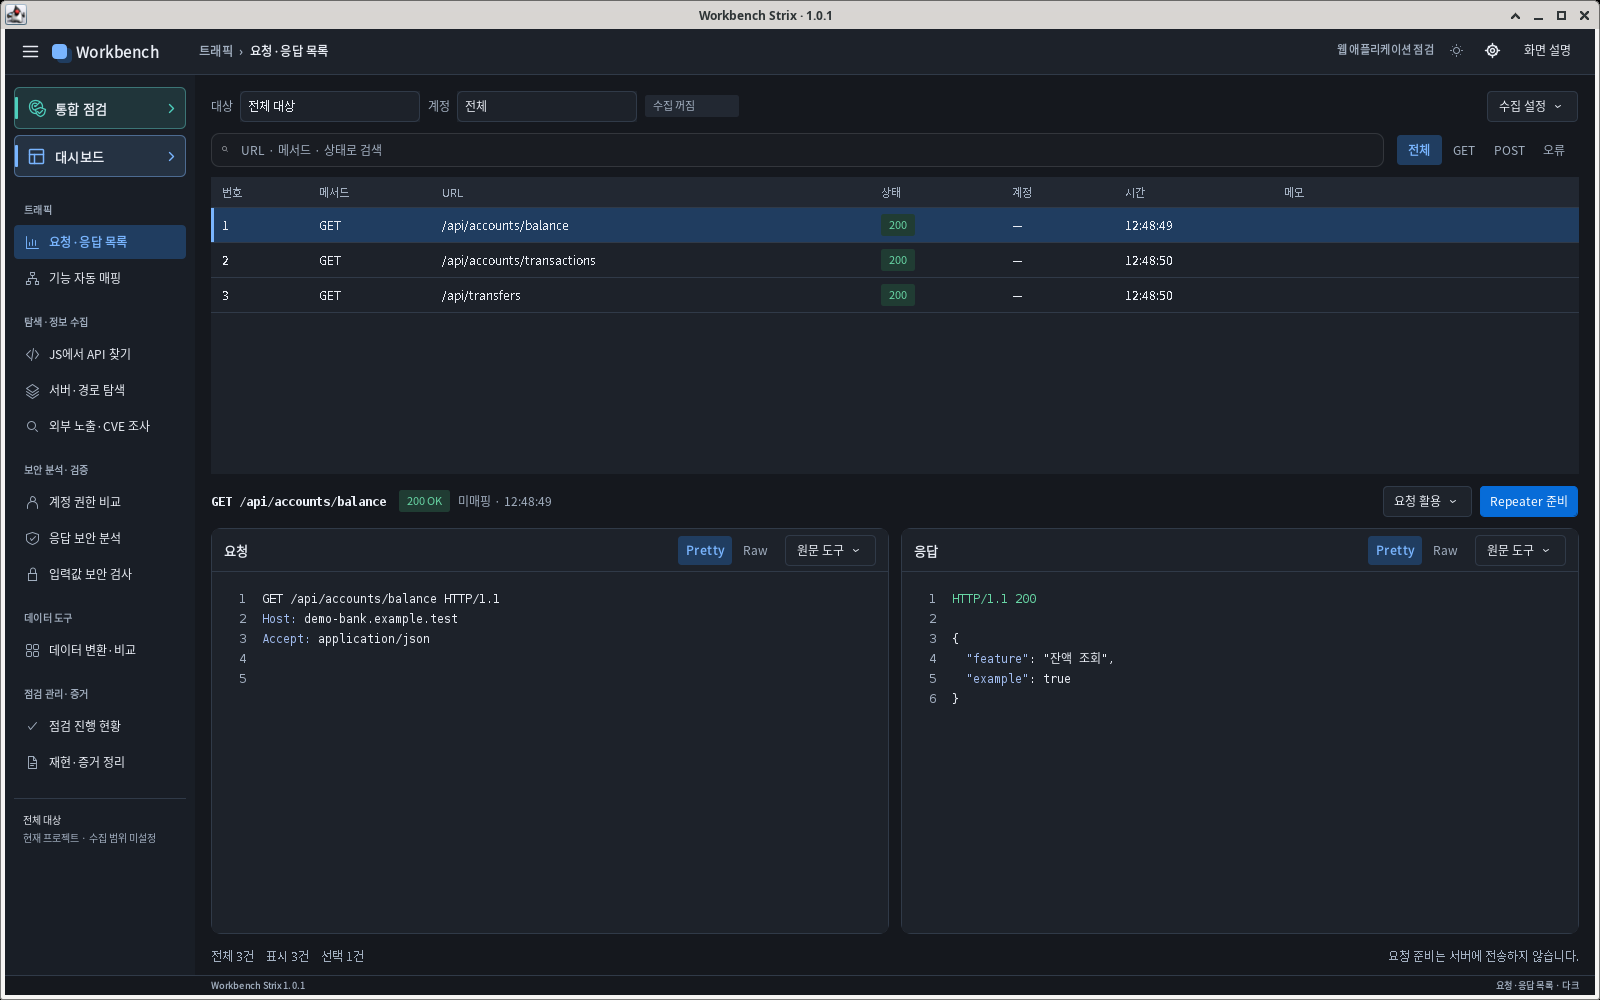 Workbench Strix · 1.0.1
Workbench
트래픽 › 요청·응답 목록
웹 애플리케이션 점검
화면 설명
통합 점검
대시보드
트래픽
요청·응답 목록
기능 자동 매핑
탐색·정보 수집
JS에서 API 찾기
서버·경로 탐색
외부 노출·CVE 조사
보안 분석·검증
계정 권한 비교
응답 보안 분석
입력값 보안 검사
데이터 도구
데이터 변환·비교
점검 관리·증거
점검 진행 현황
재현·증거 정리
전체 대상
현재 프로젝트 · 수집 범위 미설정
대상 전체 대상 계정 전체 수집 꺼짐 수집 설정
URL · 메서드 · 상태로 검색 전체 GET POST 오류
번호 메서드 URL 상태 계정 시간 메모
1 GET /api/accounts/balance 200 — 12:48:49
2 GET /api/accounts/transactions 200 — 12:48:50
3 GET /api/transfers 200 — 12:48:50
GET /api/accounts/balance 200 OK 미매핑 · 12:48:49 요청 활용 Repeater 준비
요청 Pretty Raw 원문 도구
1 GET /api/accounts/balance HTTP/1.1
2 Host: demo-bank.example.test
3 Accept: application/json
4
5
응답 Pretty Raw 원문 도구
1 HTTP/1.1 200
2
3 {
4 "feature": "잔액 조회",
5 "example": true
6 }
전체 3건 표시 3건 선택 1건
요청 준비는 서버에 전송하지 않습니다.
Workbench Strix 1.0.1
요청·응답 목록 · 다크